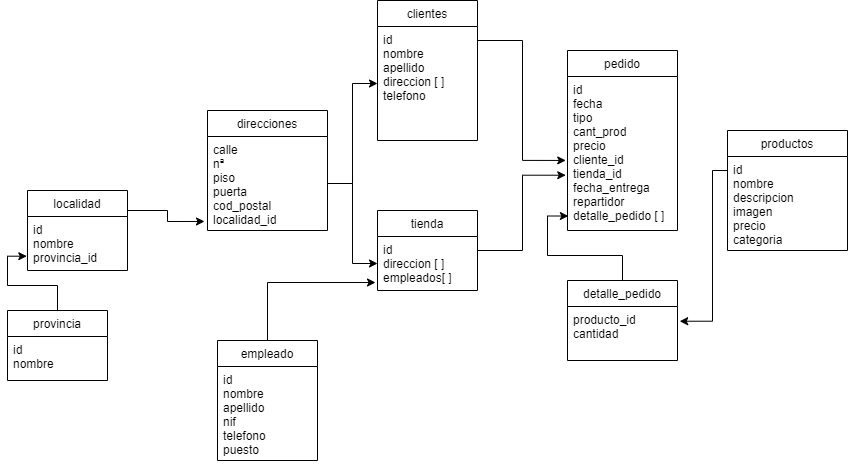 clientes
id
nombre
apellido
direccion [ ]
telefono
pedido
id
fecha
tipo
cant_prod
precio
cliente_id
tienda_id
fecha_entrega
repartidor
detalle_pedido [ ]
direcciones
calle
nª
piso
puerta
cod_postal
localidad_id
productos
id
nombre
descripcion
imagen
precio
categoria
localidad
id
nombre
provincia_id
tienda
id
direccion [ ]
empleados[ ]
detalle_pedido
producto_id
cantidad
provincia
id
nombre
empleado
id
nombre
apellido
nif
telefono
puesto